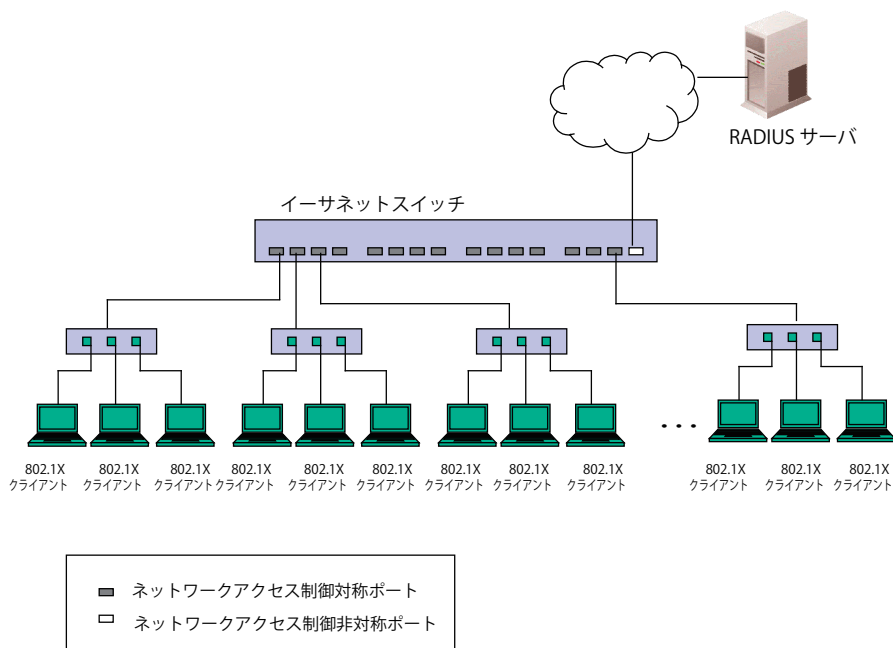 RADIUS サーバ
イーサネットスイッチ
• • •
802.1X 802.1X 802.1X 802.1X 802.1X 802.1X 802.1X 802.1X 802.1X 802.1X 802.1X 802.1X
クライアント クライアント クライアント クライアント クライアント クライアント クライアント クライアント クライアント クライアント クライアント クライアント
ネットワークアクセス制御対称ポート
ネットワークアクセス制御非対称ポート